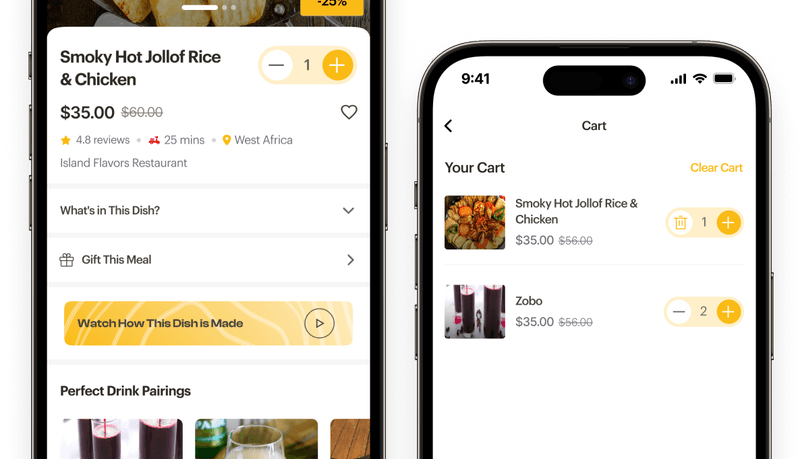 -25%
Smoky Hot Jollof Rice
& Chicken
1
$35.00 $60.00
4.8 reviews 25 mins West Africa
Island Flavors Restaurant
What's in This Dish?
Gift This Meal
Watch How This Dish is Made
Perfect Drink Pairings
9:41
Cart
Your Cart Clear Cart
Smoky Hot Jollof Rice &
Chicken
$35.00 $56.00
1
Zobo
$35.00 $56.00
2